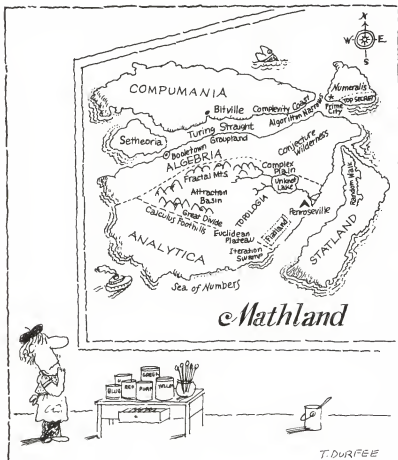 N
W E
S
COMPUMANIA
Numeralis
Bitville
Complexity Coast
Prime City
TOP SECRET
Algorithm Narrows
Turing Straight
Setheoria
Groupland
Booletown
ALGEBRIA
Conjecture Wilderness
Fractal Mts.
Complex Plain
Unknot Lake
Attraction Basin
Random Walk
Penroseville
TOPOLOGIA
Great Divide
Calculus Foothills
Euclidean Plateau
Flatland
STATLAND
ANALYTICA
Iteration Swamp
Sea of Numbers
Mathland
GREEN
BLUE
RED
PURP
YELLOW
T. DURFEE